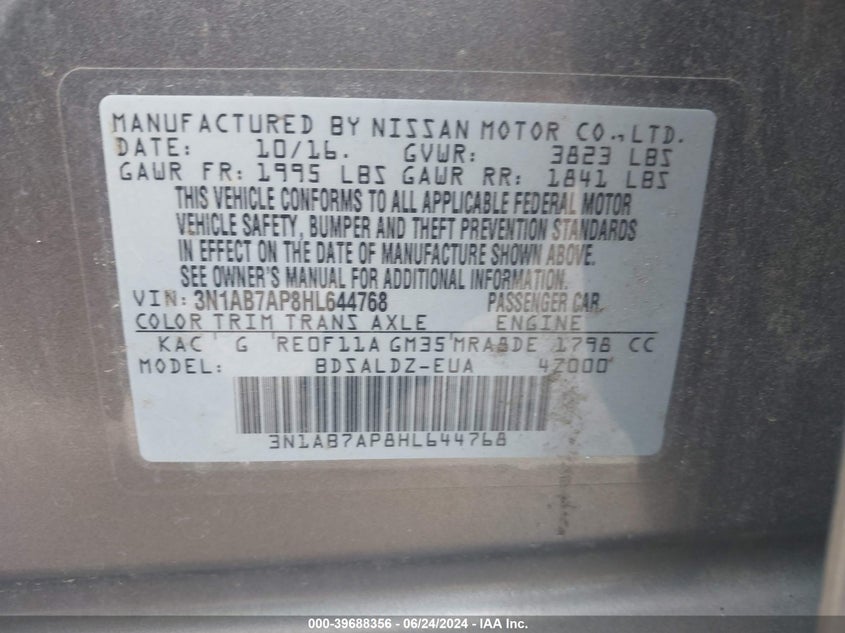 MANUFACTURED BY NISSAN MOTOR CO., LTD.
DATE: 10/16. GVWR: 3823 LBS
GAWR FR: 1995 LBS GAWR RR: 1841 LBS
THIS VEHICLE CONFORMS TO ALL APPLICABLE FEDERAL MOTOR
VEHICLE SAFETY, BUMPER AND THEFT PREVENTION STANDARDS
IN EFFECT ON THE DATE OF MANUFACTURE SHOWN ABOVE.
SEE OWNER'S MANUAL FOR ADDITIONAL INFORMATION.
VIN: 3N1AB7AP8HL644768 PASSENGER CAR
COLOR TRIM TRANS AXLE ENGINE
KAC G RE0F11A GM35 MRA8DE 1798 CC
MODEL: BDSALDZ-EUA 4Z000
3N1AB7AP8HL644768
000-39688356 - 06/24/2024 - IAA Inc.